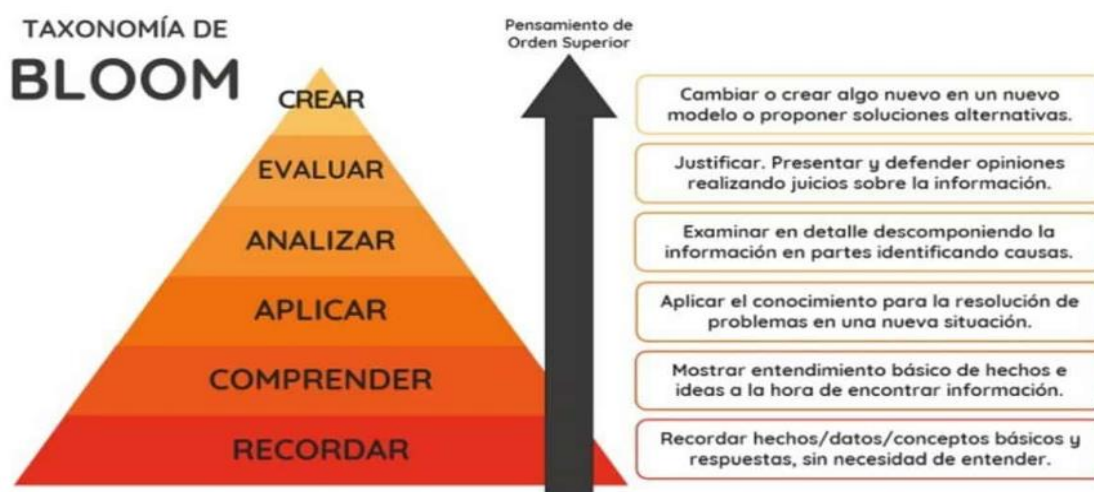 TAXONOMÍA DE
BLOOM
Pensamiento de
Orden Superior
CREAR
Cambiar o crear algo nuevo en un nuevo
modelo o proponer soluciones alternativas.
EVALUAR
Justificar. Presentar y defender opiniones
realizando juicios sobre la información.
ANALIZAR
Examinar en detalle descomponiendo la
información en partes identificando causas.
APLICAR
Aplicar el conocimiento para la resolución de
problemas en una nueva situación.
COMPRENDER
Mostrar entendimiento básico de hechos e
ideas a la hora de encontrar información.
RECORDAR
Recordar hechos/datos/conceptos básicos y
respuestas, sin necesidad de entender.